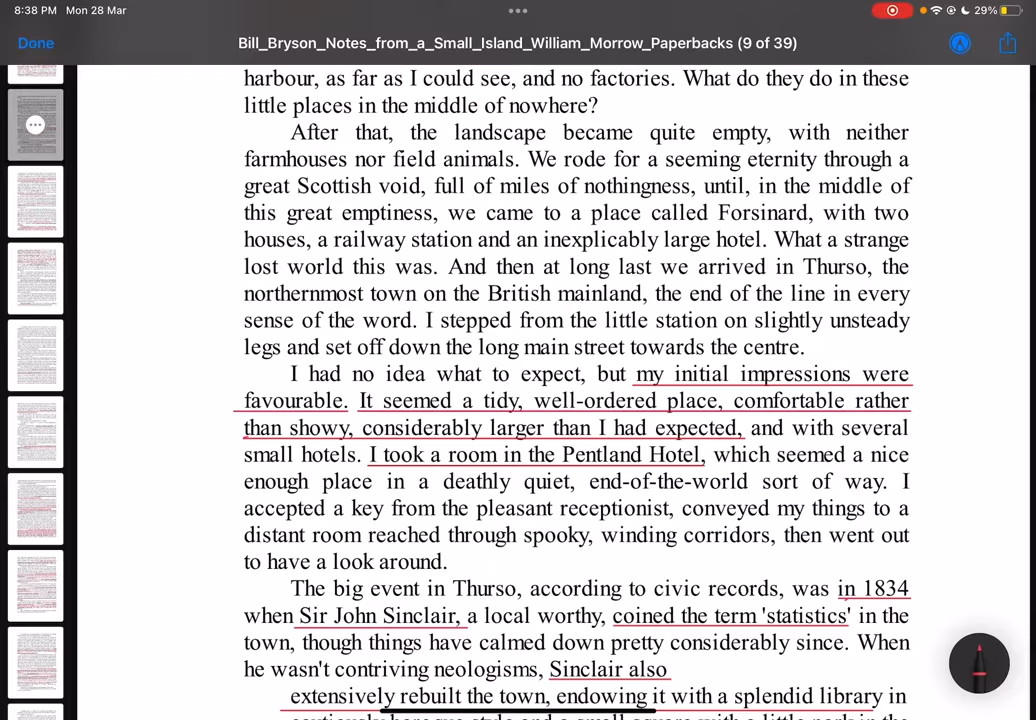 8:38 PM Mon 28 Mar
29%
Done
Bill_Bryson_Notes_from_a_Small_Island_William_Morrow_Paperbacks (9 of 39)
harbour, as far as I could see, and no factories. What do they do in these
little places in the middle of nowhere?
After that, the landscape became quite empty, with neither
farmhouses nor field animals. We rode for a seeming eternity through a
great Scottish void, full of miles of nothingness, until, in the middle of
this great emptiness, we came to a place called Forsinard, with two
houses, a railway station and an inexplicably large hotel. What a strange
lost world this was. And then at long last we arrived in Thurso, the
northernmost town on the British mainland, the end of the line in every
sense of the word. I stepped from the little station on slightly unsteady
legs and set off down the long main street towards the centre.
I had no idea what to expect, but my initial impressions were
favourable. It seemed a tidy, well-ordered place, comfortable rather
than showy, considerably larger than I had expected, and with several
small hotels. I took a room in the Pentland Hotel, which seemed a nice
enough place in a deathly quiet, end-of-the-world sort of way. I
accepted a key from the pleasant receptionist, conveyed my things to a
distant room reached through spooky, winding corridors, then went out
to have a look around.
The big event in Thurso, according to civic records, was in 1834
when Sir John Sinclair, a local worthy, coined the term 'statistics' in the
town, though things have calmed down pretty considerably since. When
he wasn't contriving neologisms, Sinclair also
extensively rebuilt the town, endowing it with a splendid library in